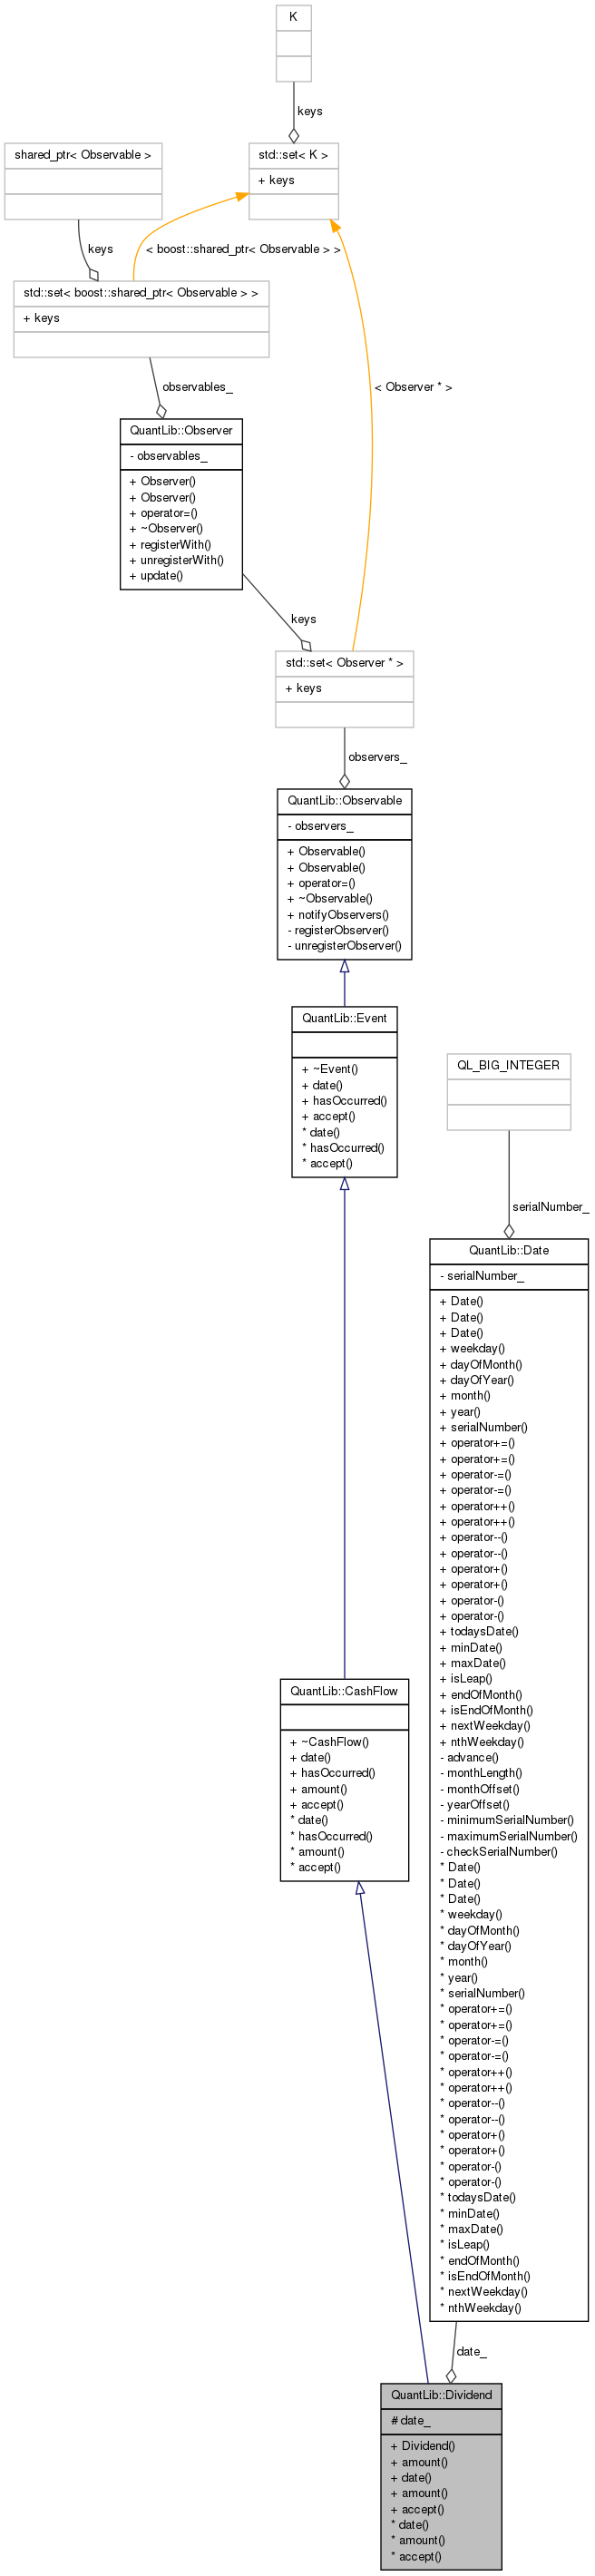 K
keys
shared_ptr< Observable >
std::set< K >
+ keys
keys
< boost::shared_ptr< Observable > >
std::set< boost::shared_ptr< Observable > >
+ keys
observables_
< Observer * >
QuantLib::Observer
- observables_
+ Observer()
+ Observer()
+ operator=()
+ ~Observer()
+ registerWith()
+ unregisterWith()
+ update()
keys
std::set< Observer * >
+ keys
observers_
QuantLib::Observable
- observers_
+ Observable()
+ Observable()
+ operator=()
+ ~Observable()
+ notifyObservers()
- registerObserver()
- unregisterObserver()
QuantLib::Event
+ ~Event()
+ date()
+ hasOccurred()
+ accept()
* date()
* hasOccurred()
* accept()
QL_BIG_INTEGER
serialNumber_
QuantLib::Date
- serialNumber_
+ Date()
+ Date()
+ Date()
+ weekday()
+ dayOfMonth()
+ dayOfYear()
+ month()
+ year()
+ serialNumber()
+ operator+=()
+ operator+=()
+ operator-=()
+ operator-=()
+ operator++()
+ operator++()
+ operator--()
+ operator--()
+ operator+()
+ operator+()
+ operator-()
+ operator-()
+ todaysDate()
+ minDate()
+ maxDate()
+ isLeap()
+ endOfMonth()
+ isEndOfMonth()
+ nextWeekday()
+ nthWeekday()
- advance()
- monthLength()
- monthOffset()
- yearOffset()
- minimumSerialNumber()
- maximumSerialNumber()
- checkSerialNumber()
* Date()
* Date()
* Date()
* weekday()
* dayOfMonth()
* dayOfYear()
* month()
* year()
* serialNumber()
* operator+=()
* operator+=()
* operator-=()
* operator-=()
* operator++()
* operator++()
* operator--()
* operator--()
* operator+()
* operator+()
* operator-()
* operator-()
* todaysDate()
* minDate()
* maxDate()
* isLeap()
* endOfMonth()
* isEndOfMonth()
* nextWeekday()
* nthWeekday()
QuantLib::CashFlow
+ ~CashFlow()
+ date()
+ hasOccurred()
+ amount()
+ accept()
* date()
* hasOccurred()
* amount()
* accept()
date_
QuantLib::Dividend
# date_
+ Dividend()
+ amount()
+ date()
+ amount()
+ accept()
* date()
* amount()
* accept()